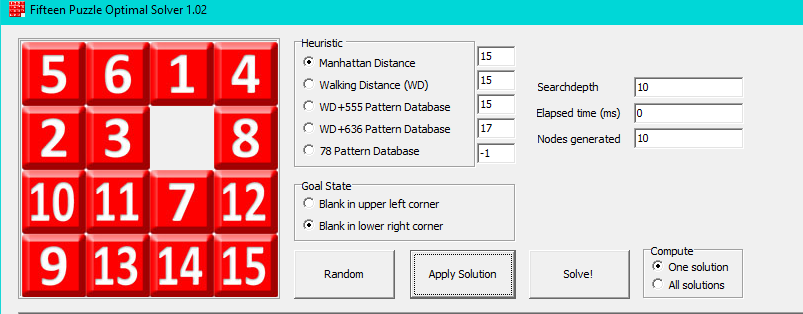 Fifteen Puzzle Optimal Solver 1.02
5 6 1 4
2 3 8
10 11 7 12
9 13 14 15
Heuristic
Manhattan Distance 15
Walking Distance (WD) 15
WD+555 Pattern Database 15
WD+636 Pattern Database 17
78 Pattern Database -1
Searchdepth 10
Elapsed time (ms) 0
Nodes generated 10
Goal State
Blank in upper left corner
Blank in lower right corner
Random
Apply Solution
Solve!
Compute
One solution
All solutions